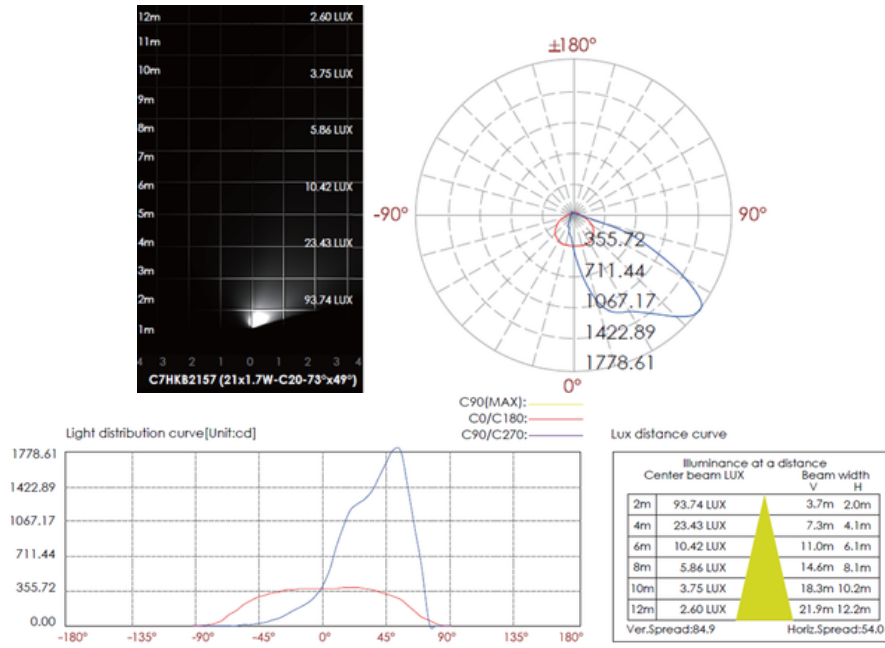 12m 2.60 LUX
11m
10m 3.75 LUX
9m
8m 5.86 LUX
7m
6m 10.42 LUX
5m
4m 23.43 LUX
3m
2m 93.74 LUX
1m
4 3 2 1 0 1 2 3 4
C7HKB2157 (21x1.7W-C20-73°x49°)
±180°
-90° 90°
355.72
711.44
1067.17
1422.89
1778.61
0°
C90(MAX):
C0/C180:
C90/C270:
Light distribution curve[Unit:cd]
1778.61
1422.89
1067.17
711.44
355.72
0.00
-180° -135° -90° -45° 0° 45° 90° 135° 180°
Lux distance curve
Illuminance at a distance
Center beam LUX Beam width
V H
2m 93.74 LUX 3.7m 2.0m
4m 23.43 LUX 7.3m 4.1m
6m 10.42 LUX 11.0m 6.1m
8m 5.86 LUX 14.6m 8.1m
10m 3.75 LUX 18.3m 10.2m
12m 2.60 LUX 21.9m 12.2m
Ver.Spread:84.9 Horiz.Spread:54.0